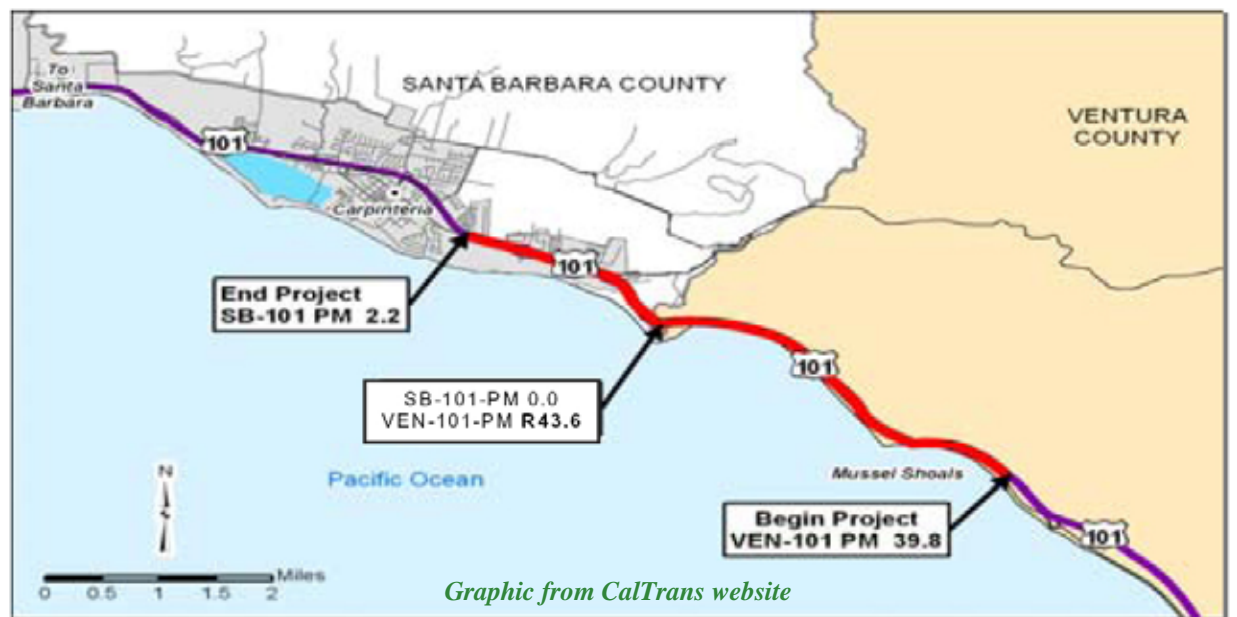 To
Santa
Barbara
SANTA BARBARA COUNTY
VENTURA
COUNTY
101
Carpinteria
101
End Project
SB-101 PM 2.2
101
SB-101-PM 0.0
VEN-101-PM R43.6
Pacific Ocean
Mussel Shoals
N
Begin Project
VEN-101 PM 39.8
101
Miles
0 0.5 1 1.5 2
Graphic from CalTrans website